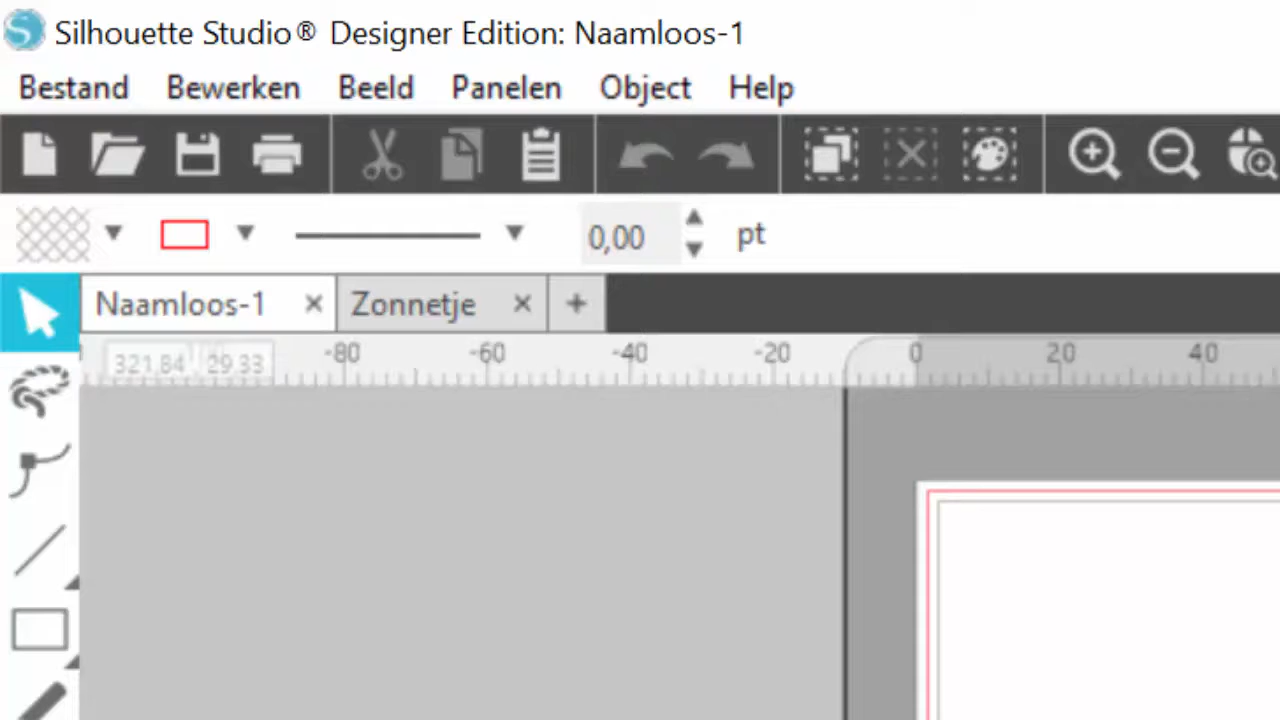 Silhouette Studio® Designer Edition: Naamloos-1
Bestand Bewerken Beeld Panelen Object Help
0,00 pt
Naamloos-1 Zonnetje
321,84 29,33 -80 -60 -40 -20 0 20 40